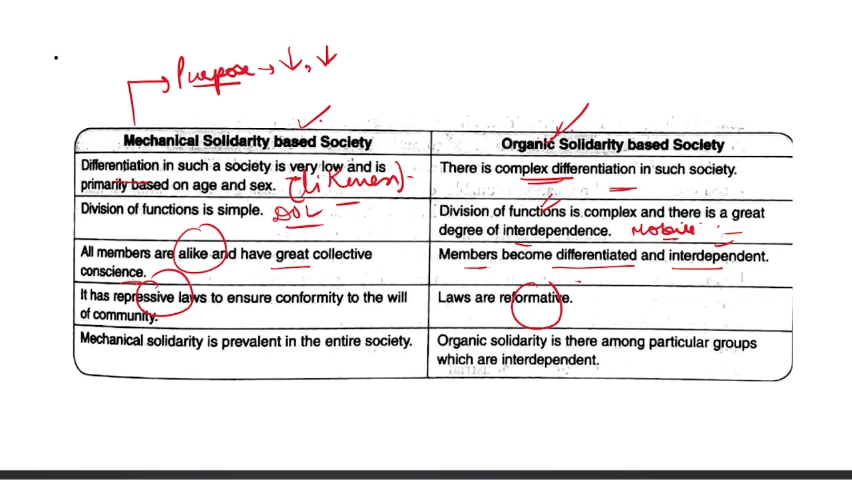 Purpose → ↓, ↓
Mechanical Solidarity based Society
Organic Solidarity based Society
Differentiation in such a society is very low and is
primarily based on age and sex. (likeness)
There is complex differentiation in such society.
Division of functions is simple. DOL
Division of functions is complex and there is a great
degree of interdependence. Mobile
All members are alike and have great collective
conscience.
Members become differentiated and interdependent.
It has repressive laws to ensure conformity to the will
of community.
Laws are reformative.
Mechanical solidarity is prevalent in the entire society.
Organic solidarity is there among particular groups
which are interdependent.